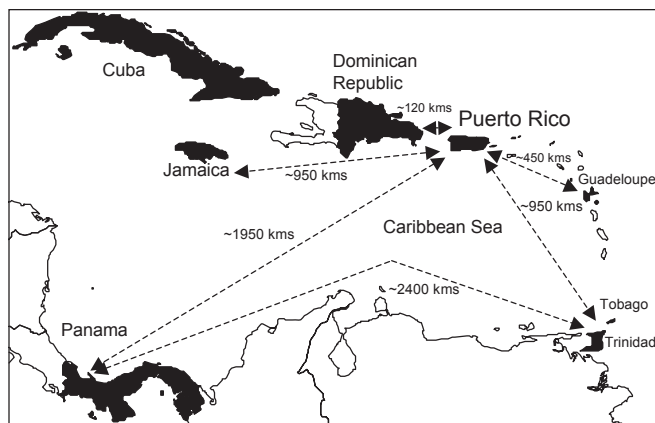 Cuba
Dominican
Republic
~120 kms
Puerto Rico
Jamaica
~950 kms
~450 kms
Guadeloupe
~950 kms
~1950 kms
Caribbean Sea
~2400 kms
Tobago
Panama
Trinidad